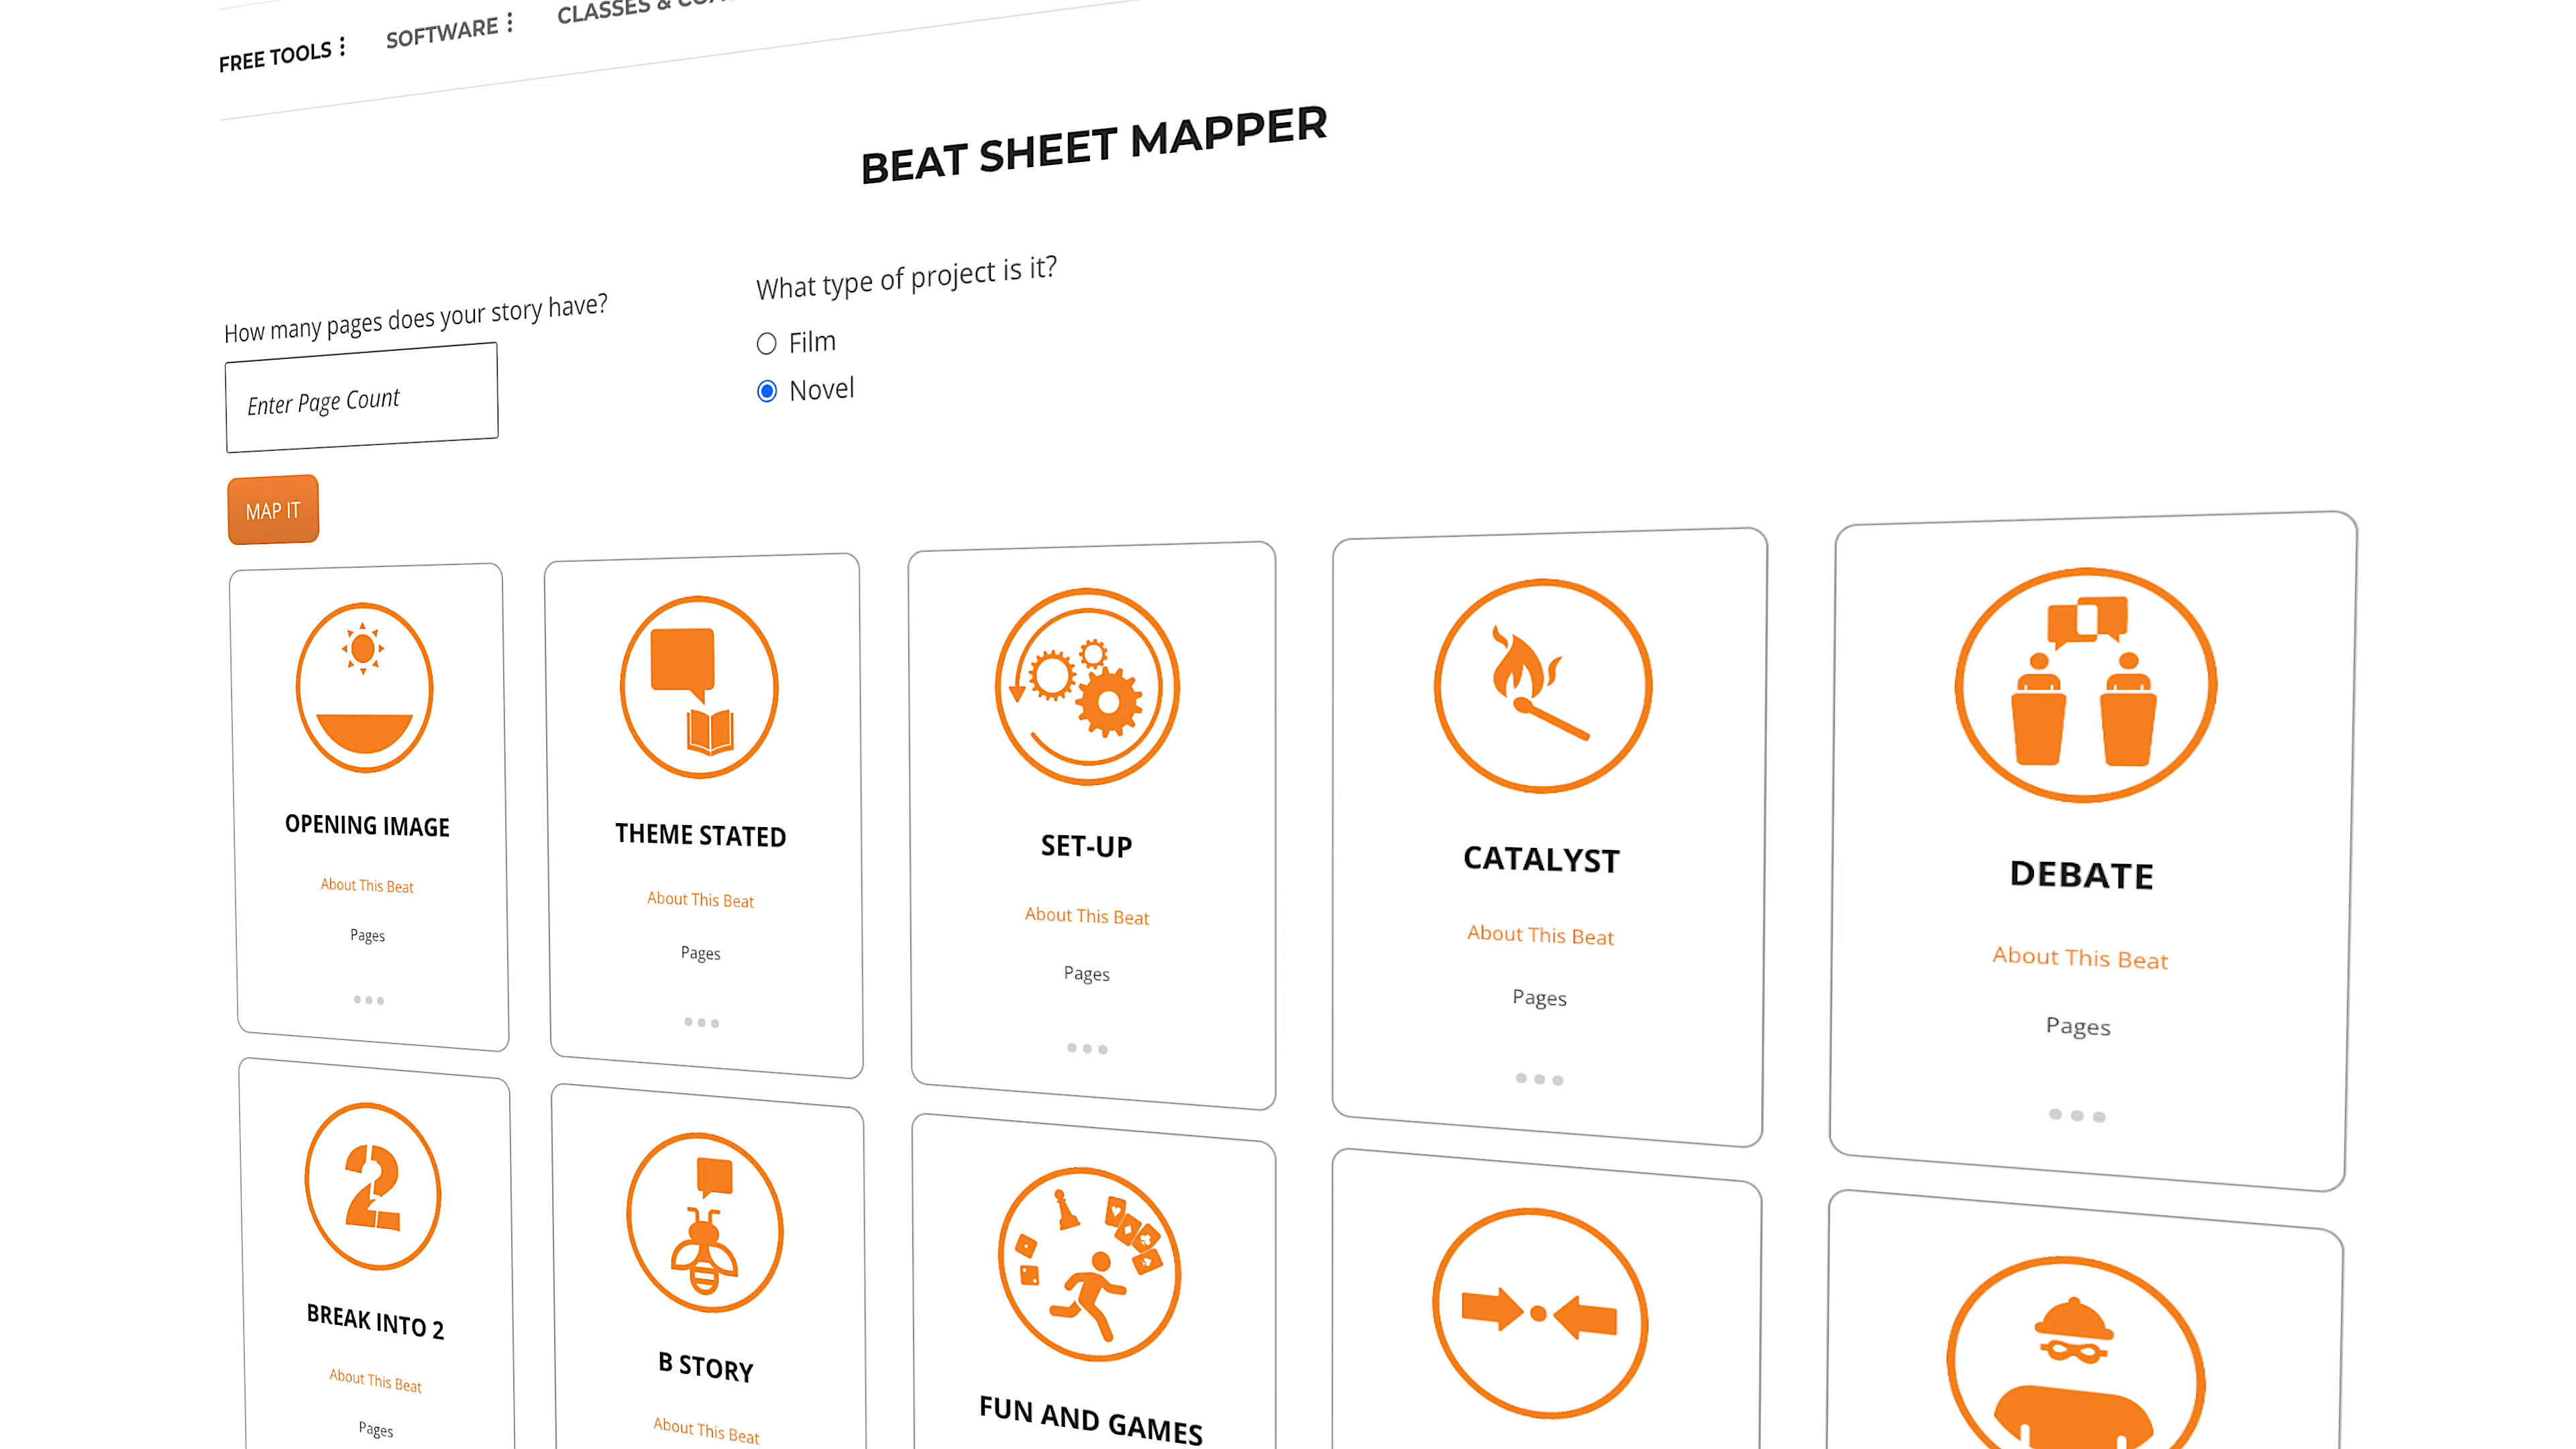 FREE TOOLS
SOFTWARE
CLASSES &
BEAT SHEET MAPPER
How many pages does your story have?
Enter Page Count
MAP IT
What type of project is it?
Film
Novel
OPENING IMAGE
About This Beat
Pages
THEME STATED
About This Beat
Pages
SET-UP
About This Beat
Pages
CATALYST
About This Beat
Pages
DEBATE
About This Beat
Pages
2
BREAK INTO 2
About This Beat
Pages
B STORY
About This Beat
FUN AND GAMES